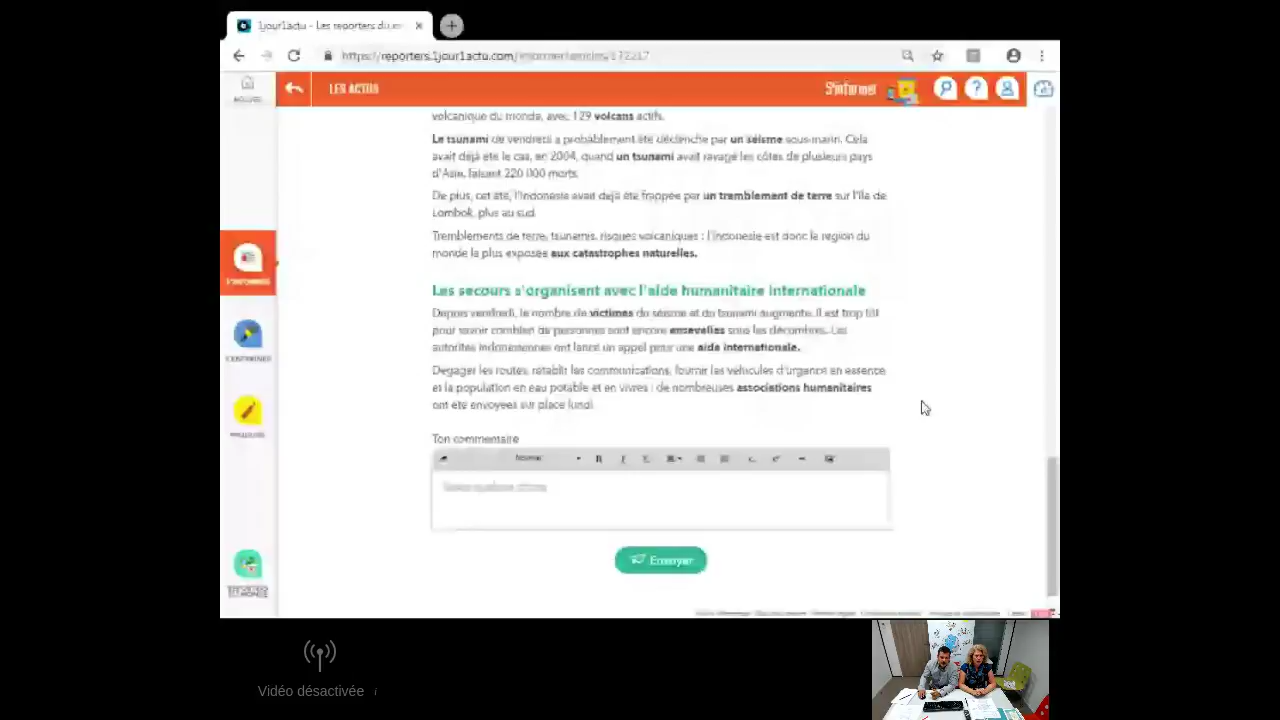 1jour1actu - Les reporters du
https://reporters.1jour1actu.com/
LES ACTUS
S'informer
volcanique du monde, avec 129 volcans actifs.
Le tsunami de vendredi a probablement été déclenché par un séisme sous-marin. Cela
avait déjà été le cas, en 2004, quand un tsunami avait ravagé les côtes de plusieurs pays
d'Asie, faisant 220 000 morts.
De plus, cet été, l'Indonésie avait déjà été frappée par un tremblement de terre sur l'île de
Lombok, plus au sud.
Tremblements de terre, tsunamis, risques volcaniques : l'Indonésie est donc la région du
monde la plus exposée aux catastrophes naturelles.
Les secours s'organisent avec l'aide humanitaire internationale
Depuis vendredi, le nombre de victimes du séisme et du tsunami augmente. Il est trop tôt
pour savoir combien de personnes sont encore ensevelies sous les décombres. Les
autorités indonésiennes ont lancé un appel pour une aide internationale.
Dégager les routes, rétablir les communications, fournir les véhicules d'urgence en essence
et la population en eau potable et en vivres : de nombreuses associations humanitaires
ont été envoyées sur place lundi.
Ton commentaire
Normal
Envoyer
Vidéo désactivée i